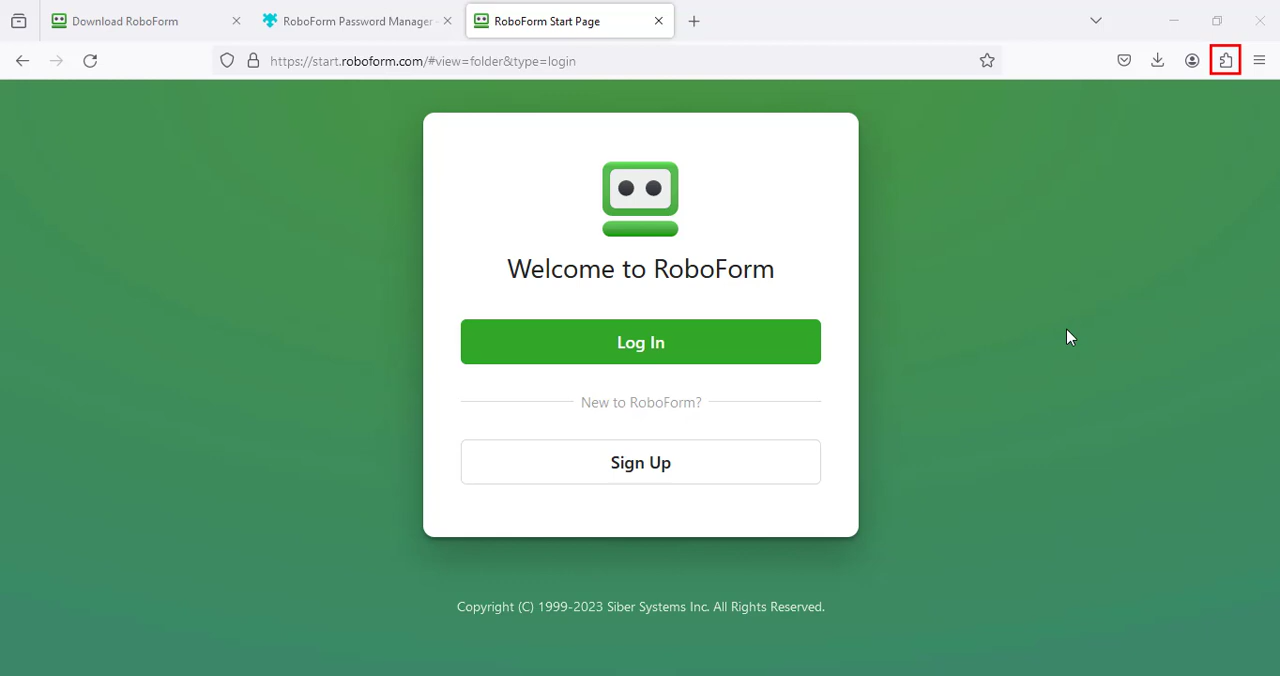 Download RoboForm
RoboForm Password Manager -
RoboForm Start Page
https://start.roboform.com/#view=folder&type=login
Welcome to RoboForm
Log In
New to RoboForm?
Sign Up
Copyright (C) 1999-2023 Siber Systems Inc. All Rights Reserved.